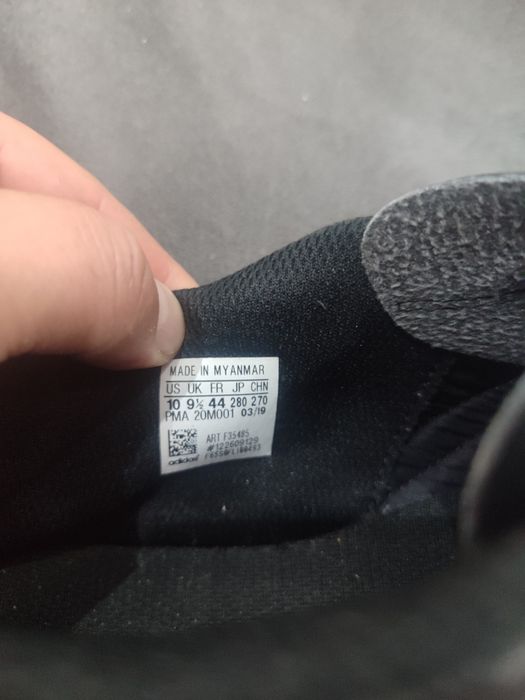 MADE IN MYANMAR
US UK FR JP CHN
10 9½ 44 280 270
PMA 20M001 03/19
ART F35485
#122609129
adidas